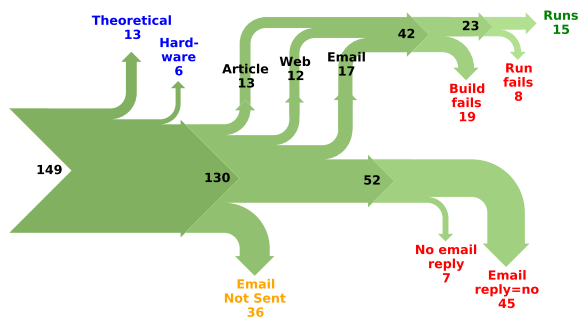 Theoretical
13
Hard-
ware
6
Article
13
Web
12
Email
17
42
23
Runs
15
Run
fails
8
Build
fails
19
149
130
52
No email
reply
7
Email
reply=no
45
Email
Not Sent
36